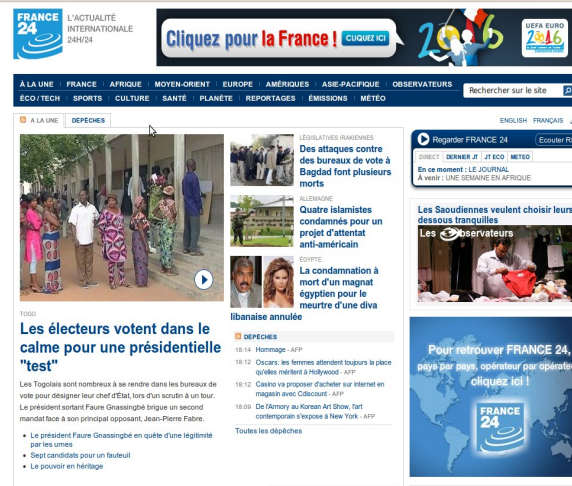 FRANCE
24
L'ACTUALITÉ
INTERNATIONALE
24H/24
Cliquez pour la France !
CLIQUEZ ICI
2016
UEFA EURO
2016
À LA UNE
FRANCE
AFRIQUE
MOYEN-ORIENT
EUROPE
AMÉRIQUES
ASIE-PACIFIQUE
OBSERVATEURS
ÉCO / TECH
SPORTS
CULTURE
SANTÉ
PLANÈTE
REPORTAGES
ÉMISSIONS
MÉTÉO
Rechercher sur le site
A LA UNE
DÉPÊCHES
ENGLISH
FRANÇAIS
TOGO
Les électeurs votent dans le
calme pour une présidentielle
"test"
Les Togolais sont nombreux à se rendre dans les bureaux de
vote pour désigner leur chef d'État, lors d'un scrutin à un tour.
Le président sortant Faure Gnassingbé brigue un second
mandat face à son principal opposant, Jean-Pierre Fabre.
Le président Faure Gnassingbé en quête d'une légitimité
par les urnes
Sept candidats pour un fauteuil
Le pouvoir en héritage
LÉGISLATIVES IRAKIENNES
Des attaques contre
des bureaux de vote à
Bagdad font plusieurs
morts
ALLEMAGNE
Quatre islamistes
condamnés pour un
projet d'attentat
anti-américain
ÉGYPTE
La condamnation à
mort d'un magnat
égyptien pour le
meurtre d'une diva
libanaise annulée
DÉPÊCHES
18:14 Hommage - AFP
18:12 Oscars: les femmes attendent toujours la place
qu'elles méritent à Hollywood - AFP
18:12 Casino va proposer d'acheter sur internet en
magasin avec Cdiscount - AFP
18:09 De l'Armory au Korean Art Show, l'art
contemporain s'expose à New York - AFP
Toutes les dépêches
Regarder FRANCE 24
Ecouter R
DIRECT
DERNIER JT
JT ECO
METEO
En ce moment : LE JOURNAL
À venir : UNE SEMAINE EN AFRIQUE
Les Saoudiennes veulent choisir leurs
dessous tranquilles
Les Observateurs
Pour retrouver FRANCE 24,
pays par pays, opérateur par opérate
cliquez ici !
FRANCE
24